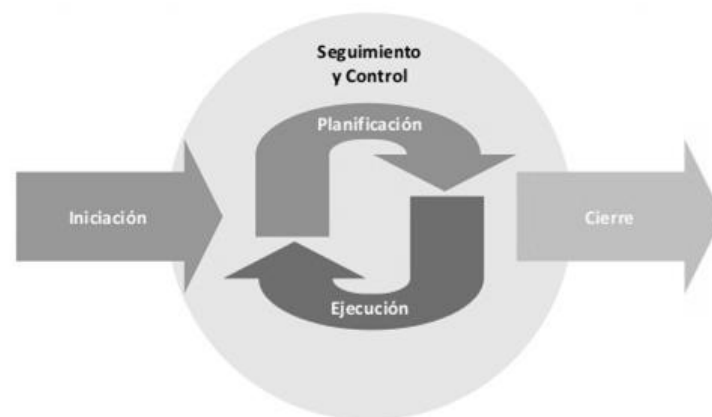 Seguimiento
y Control
Planificación
Iniciación
Cierre
Ejecución